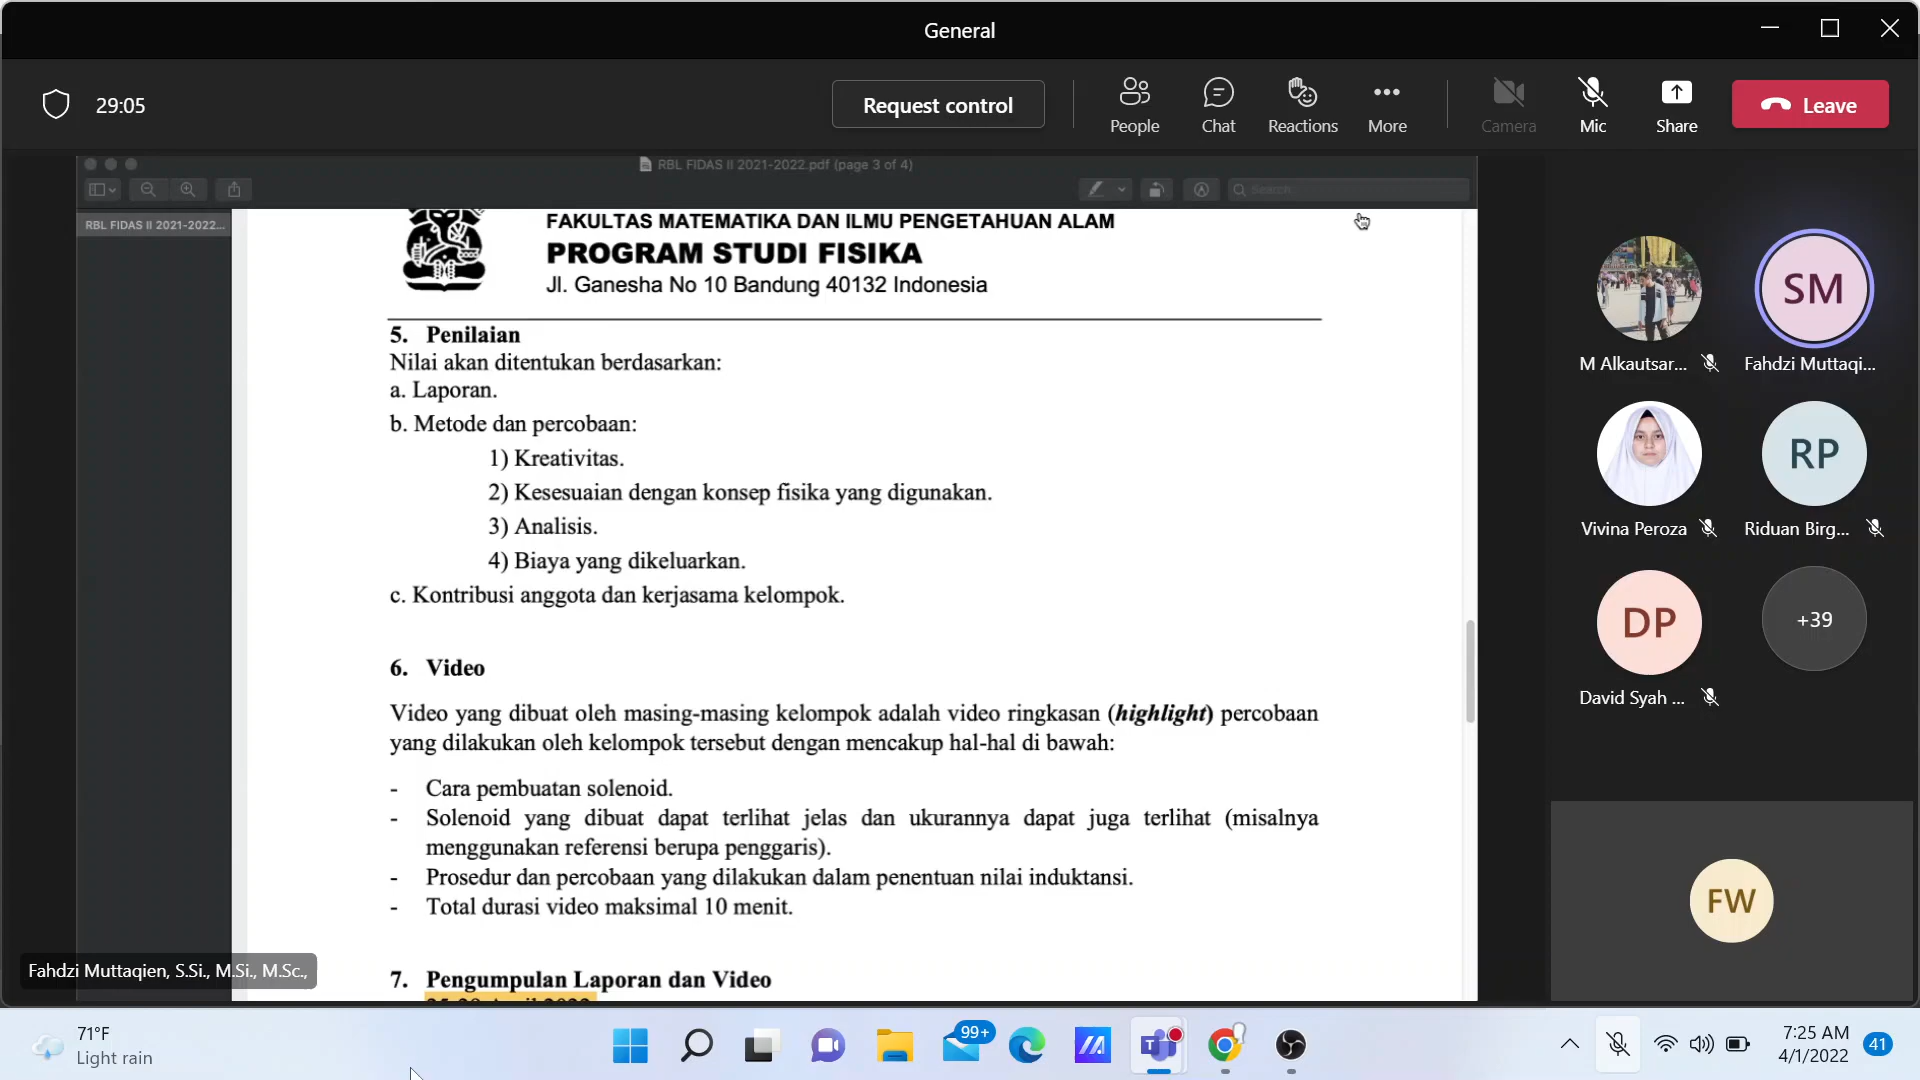 General
29:05
Request control
People
Chat
Reactions
More
Camera
Mic
Share
Leave
RBL FIDAS II 2021-2022.pdf (page 3 of 4)
Search
RBL FIDAS II 2021-2022...
FAKULTAS MATEMATIKA DAN ILMU PENGETAHUAN ALAM
PROGRAM STUDI FISIKA
Jl. Ganesha No 10 Bandung 40132 Indonesia
5. Penilaian
Nilai akan ditentukan berdasarkan:
a. Laporan.
b. Metode dan percobaan:
1) Kreativitas.
2) Kesesuaian dengan konsep fisika yang digunakan.
3) Analisis.
4) Biaya yang dikeluarkan.
c. Kontribusi anggota dan kerjasama kelompok.
6. Video
Video yang dibuat oleh masing-masing kelompok adalah video ringkasan (highlight) percobaan
yang dilakukan oleh kelompok tersebut dengan mencakup hal-hal di bawah:
- Cara pembuatan solenoid.
- Solenoid yang dibuat dapat terlihat jelas dan ukurannya dapat juga terlihat (misalnya
menggunakan referensi berupa penggaris).
- Prosedur dan percobaan yang dilakukan dalam penentuan nilai induktansi.
- Total durasi video maksimal 10 menit.
7. Pengumpulan Laporan dan Video
Fahdzi Muttaqien, S.Si., M.Si., M.Sc.,
M Alkautsar...
SM
Fahdzi Muttaqi...
Vivina Peroza
RP
Riduan Birg...
DP
David Syah ...
+39
FW
71°F
Light rain
99+
7:25 AM
4/1/2022
41